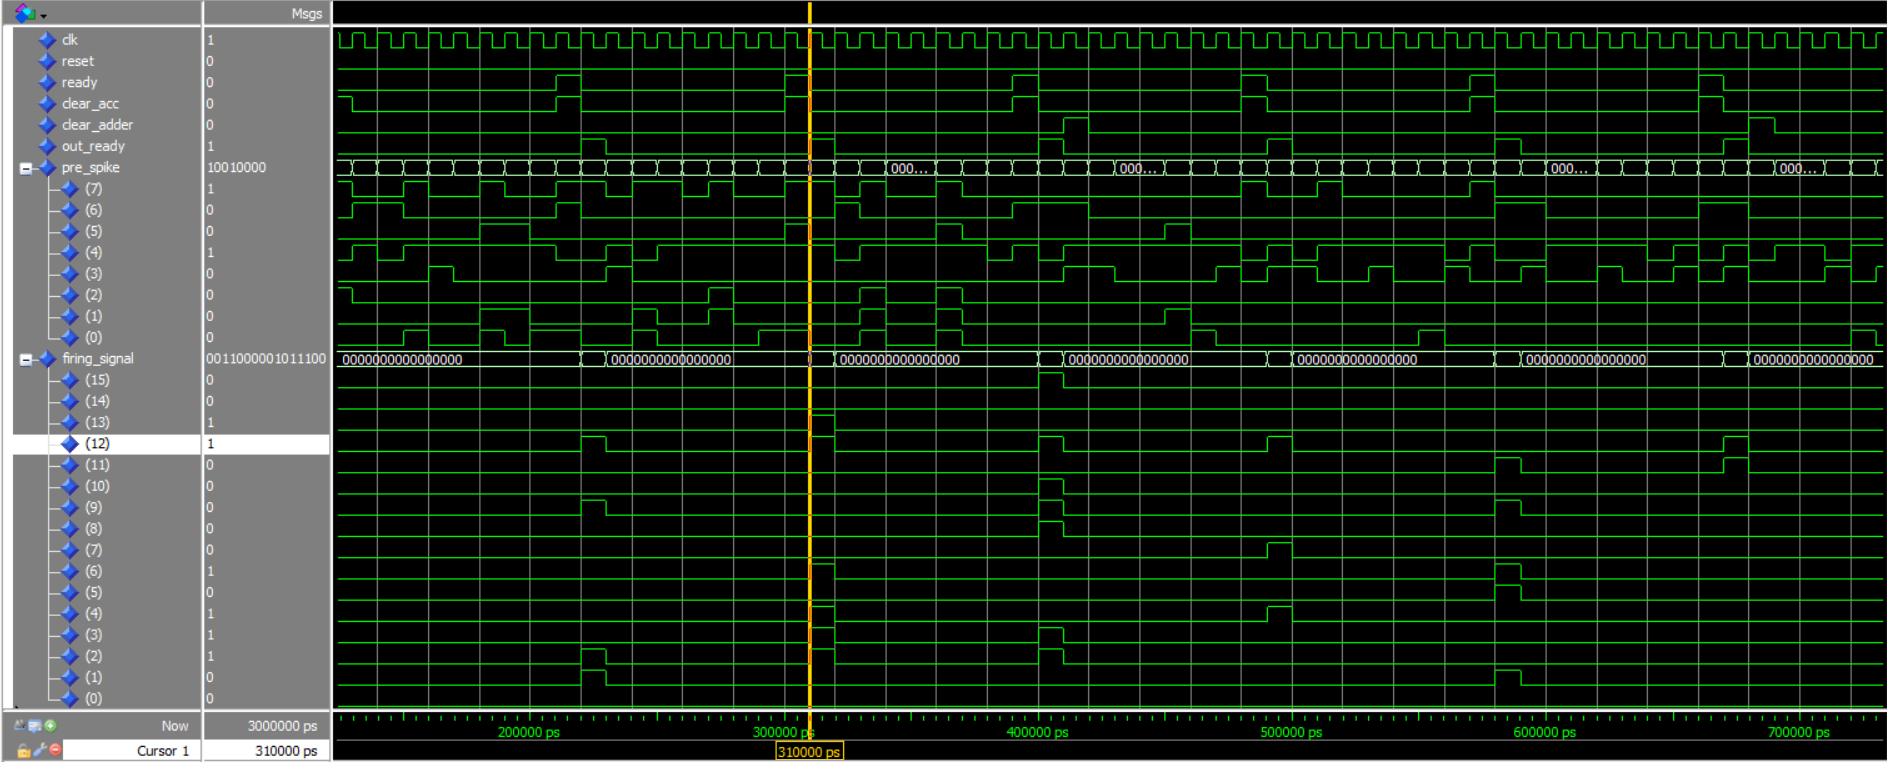 Msgs
clk 1
reset 0
ready 0
clear_acc 0
clear_adder 0
out_ready 1
pre_spike 10010000 000... 000... 000... 000...
(7) 1
(6) 0
(5) 0
(4) 1
(3) 0
(2) 0
(1) 0
(0) 0
firing_signal 0011000001011100 0000000000000000 0000000000000000 0000000000000000 0000000000000000 0000000000000000 0000000000000000 0000000000000000
(15) 0
(14) 0
(13) 1
(12) 1
(11) 0
(10) 0
(9) 0
(8) 0
(7) 0
(6) 1
(5) 0
(4) 1
(3) 1
(2) 1
(1) 0
(0) 0
Now 3000000 ps 200000 ps 300000 ps 400000 ps 500000 ps 600000 ps 700000 ps
Cursor 1 310000 ps 310000 ps